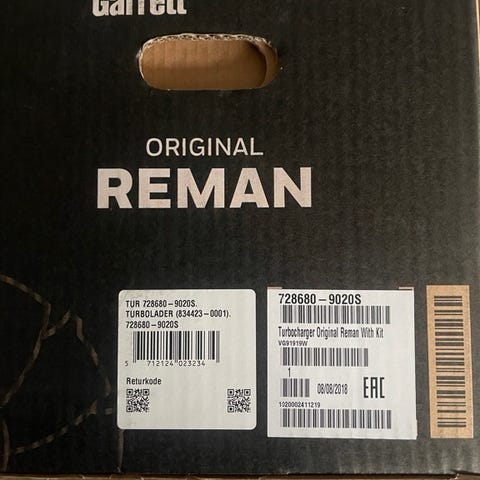 Garrett
ORIGINAL
REMAN
TUR 728680-9020S.
TURBOLADER (834423-0001).
728680-9020S
5 712124 023234
Returkode
728680-9020S
Turbocharger Original Reman With Kit
VG91919W
1
08/08/2018
EAC
1020002411219